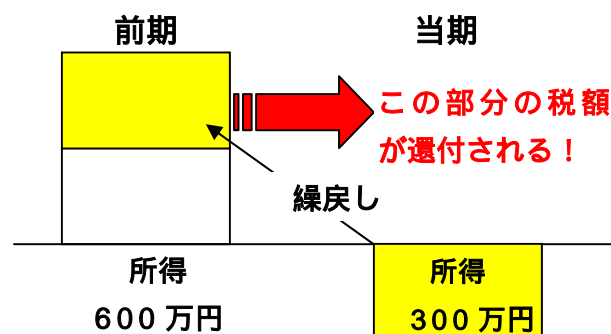 前期
当期
この部分の税額
が還付される！
繰戻し
所得
600万円
所得
300万円